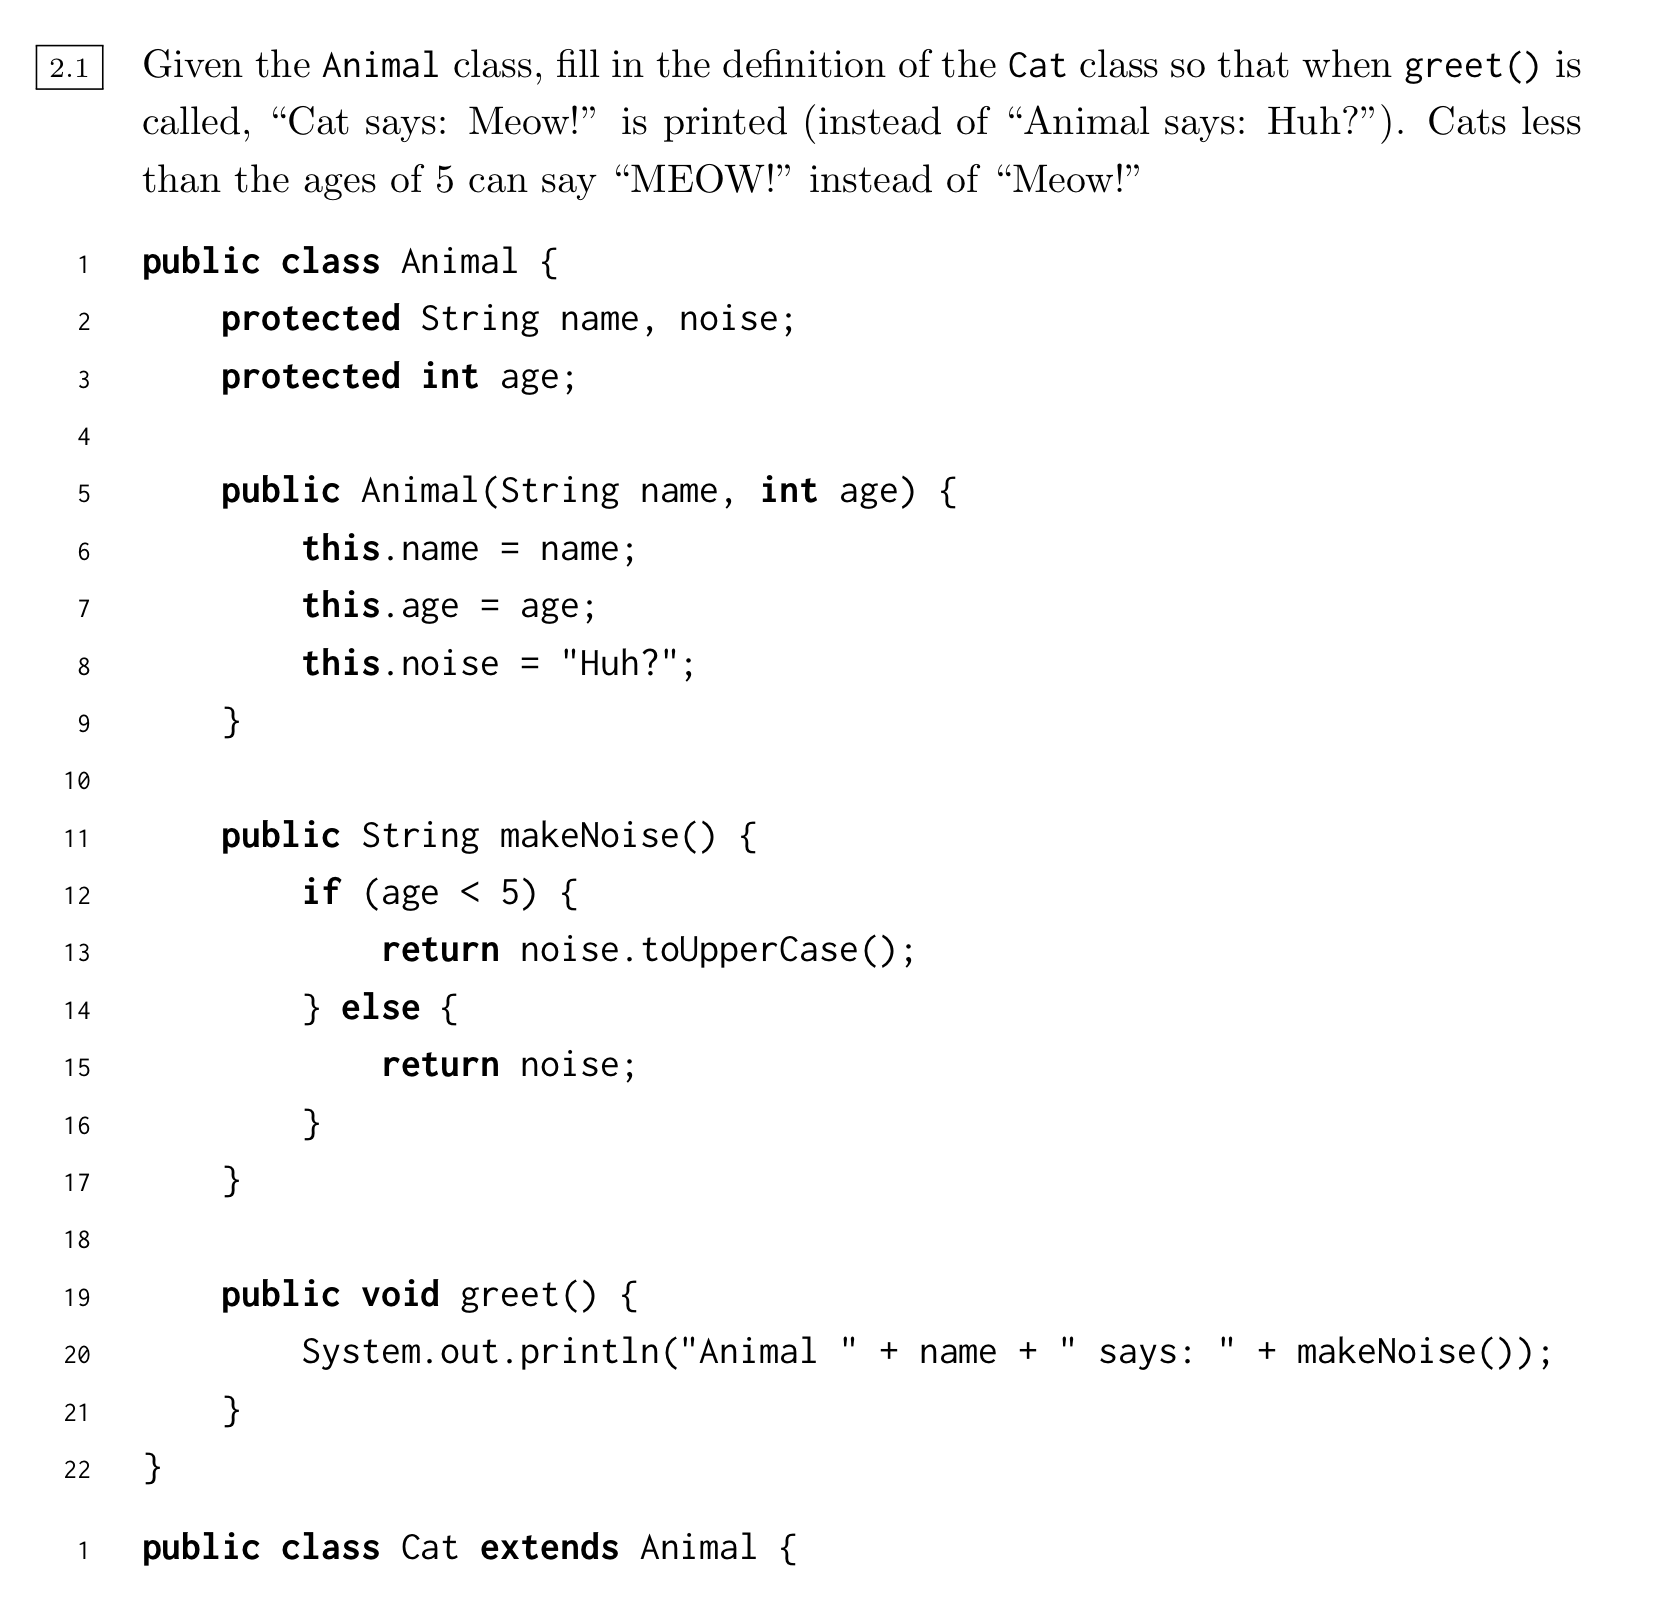 2.1 Given the Animal class, fill in the definition of the Cat class so that when greet() is
called, “Cat says: Meow!” is printed (instead of “Animal says: Huh?”). Cats less
than the ages of 5 can say “MEOW!” instead of “Meow!”
1 public class Animal {
2     protected String name, noise;
3     protected int age;
4
5     public Animal(String name, int age) {
6         this.name = name;
7         this.age = age;
8         this.noise = "Huh?";
9     }
10
11     public String makeNoise() {
12         if (age < 5) {
13             return noise.toUpperCase();
14         } else {
15             return noise;
16         }
17     }
18
19     public void greet() {
20         System.out.println("Animal " + name + " says: " + makeNoise());
21     }
22 }
1 public class Cat extends Animal {